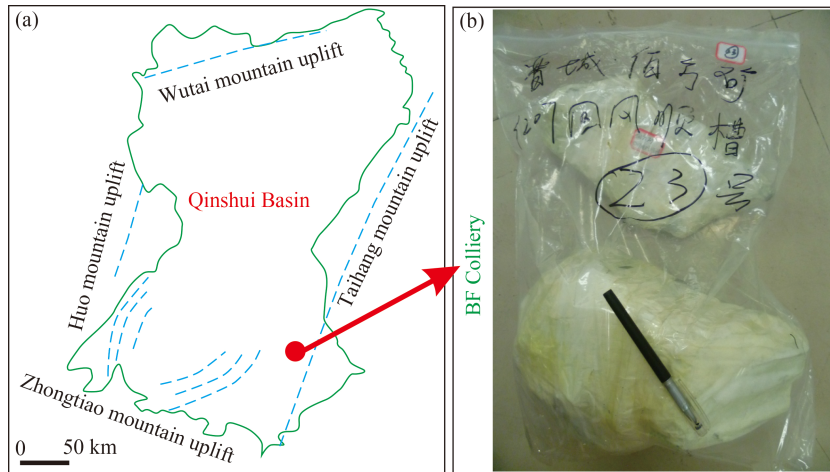 (a)
Wutai mountain uplift
Huo mountain uplift
Qinshui Basin
Taihang mountain uplift
Zhongtiao mountain uplift
0 50 km
(b)
BF Colliery
晋城 矿
回风顺槽
23号